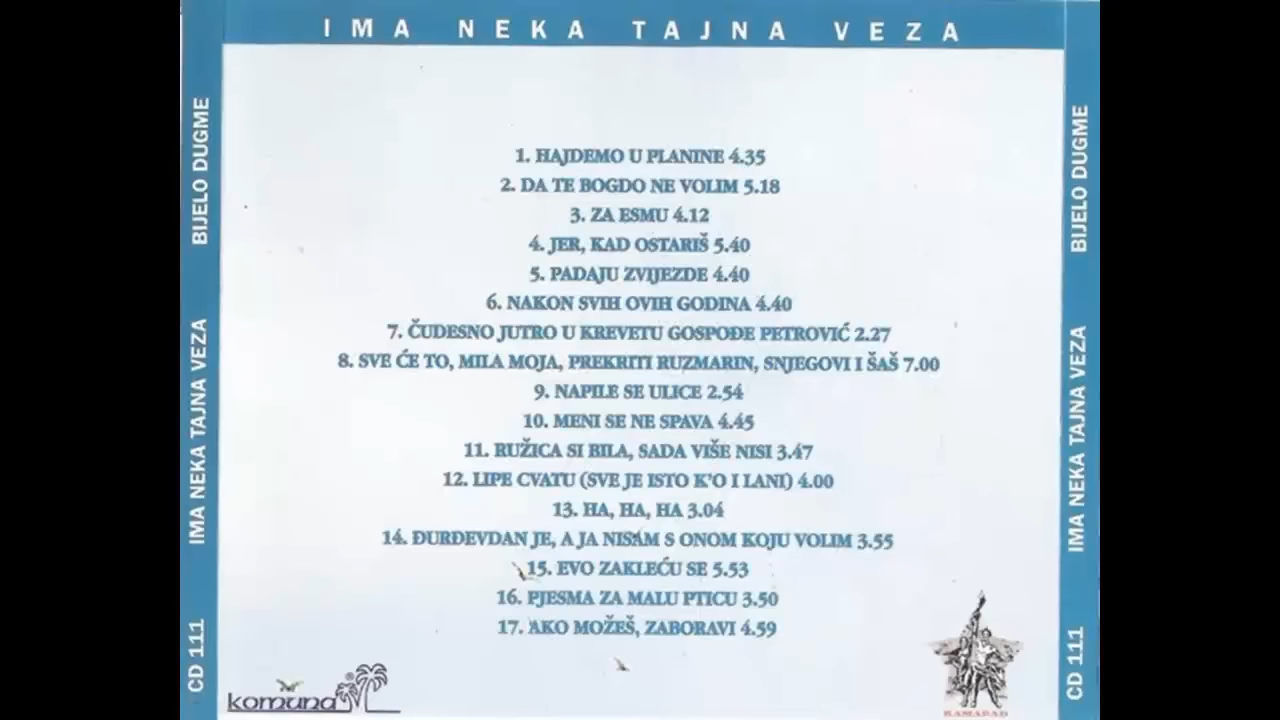 IMA NEKA TAJNA VEZA
BIJELO DUGME
IMA NEKA TAJNA VEZA
CD 111
1. HAJDEMO U PLANINE 4.35
2. DA TE BOGDO NE VOLIM 5.18
3. ZA ESMU 4.12
4. JER, KAD OSTARIŠ 5.40
5. PADAJU ZVIJEZDE 4.40
6. NAKON SVIH OVIH GODINA 4.40
7. ČUDESNO JUTRO U KREVETU GOSPOĐE PETROVIĆ 2.27
8. SVE ĆE TO, MILA MOJA, PREKRITI RUZMARIN, SNJEGOVI I ŠAŠ 7.00
9. NAPILE SE ULICE 2.54
10. MENI SE NE SPAVA 4.45
11. RUŽICA SI BILA, SADA VIŠE NISI 3.47
12. LIPE CVATU (SVE JE ISTO K'O I LANI) 4.00
13. HA, HA, HA 3.04
14. ĐURĐEVDAN JE, A JA NISAM S ONOM KOJU VOLIM 3.55
15. EVO ZAKLEĆU SE 5.53
16. PJESMA ZA MALU PTICU 3.50
17. AKO MOŽEŠ, ZABORAVI 4.59
komuna
KAMARAD
BIJELO DUGME
IMA NEKA TAJNA VEZA
CD 111